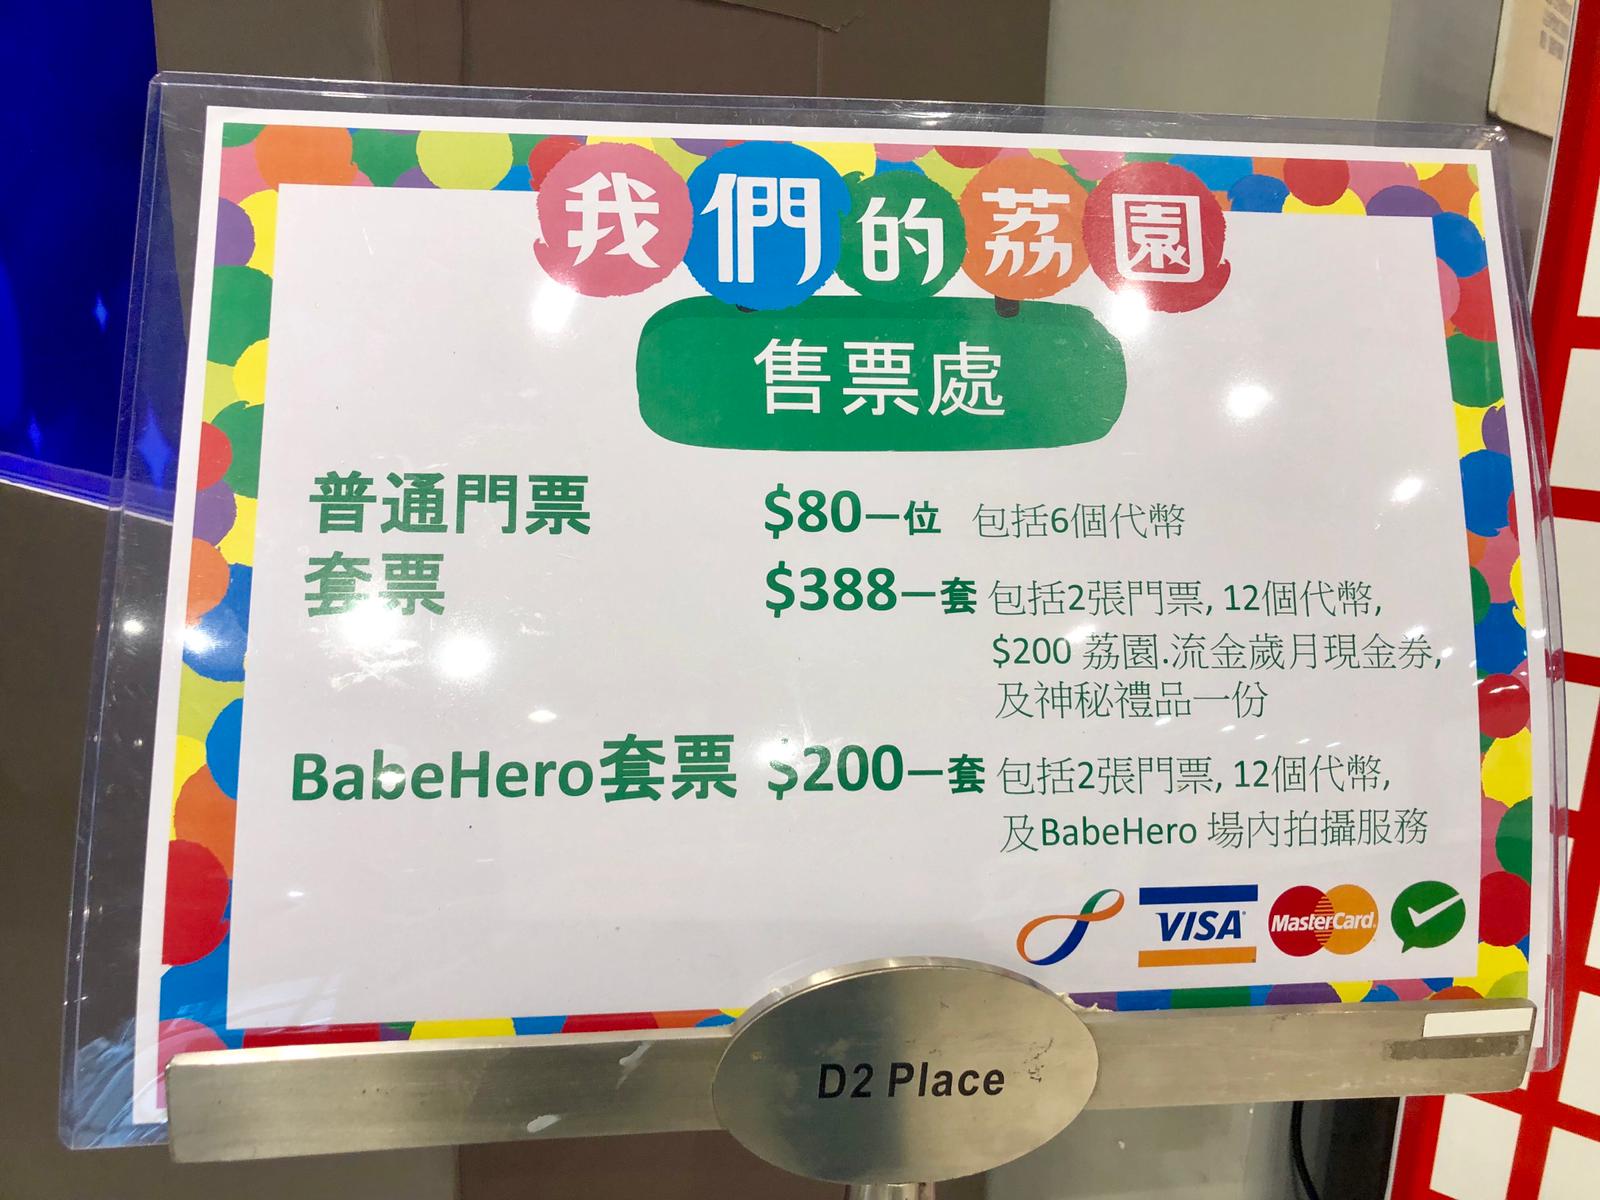 我們的荔園
售票處
普通門票 $80一位 包括6個代幣
套票 $388一套 包括2張門票, 12個代幣,
$200 荔園.流金歲月現金券,
及神秘禮品一份
BabeHero套票 $200一套 包括2張門票, 12個代幣,
及BabeHero 場內拍攝服務
VISA MasterCard
D2 Place